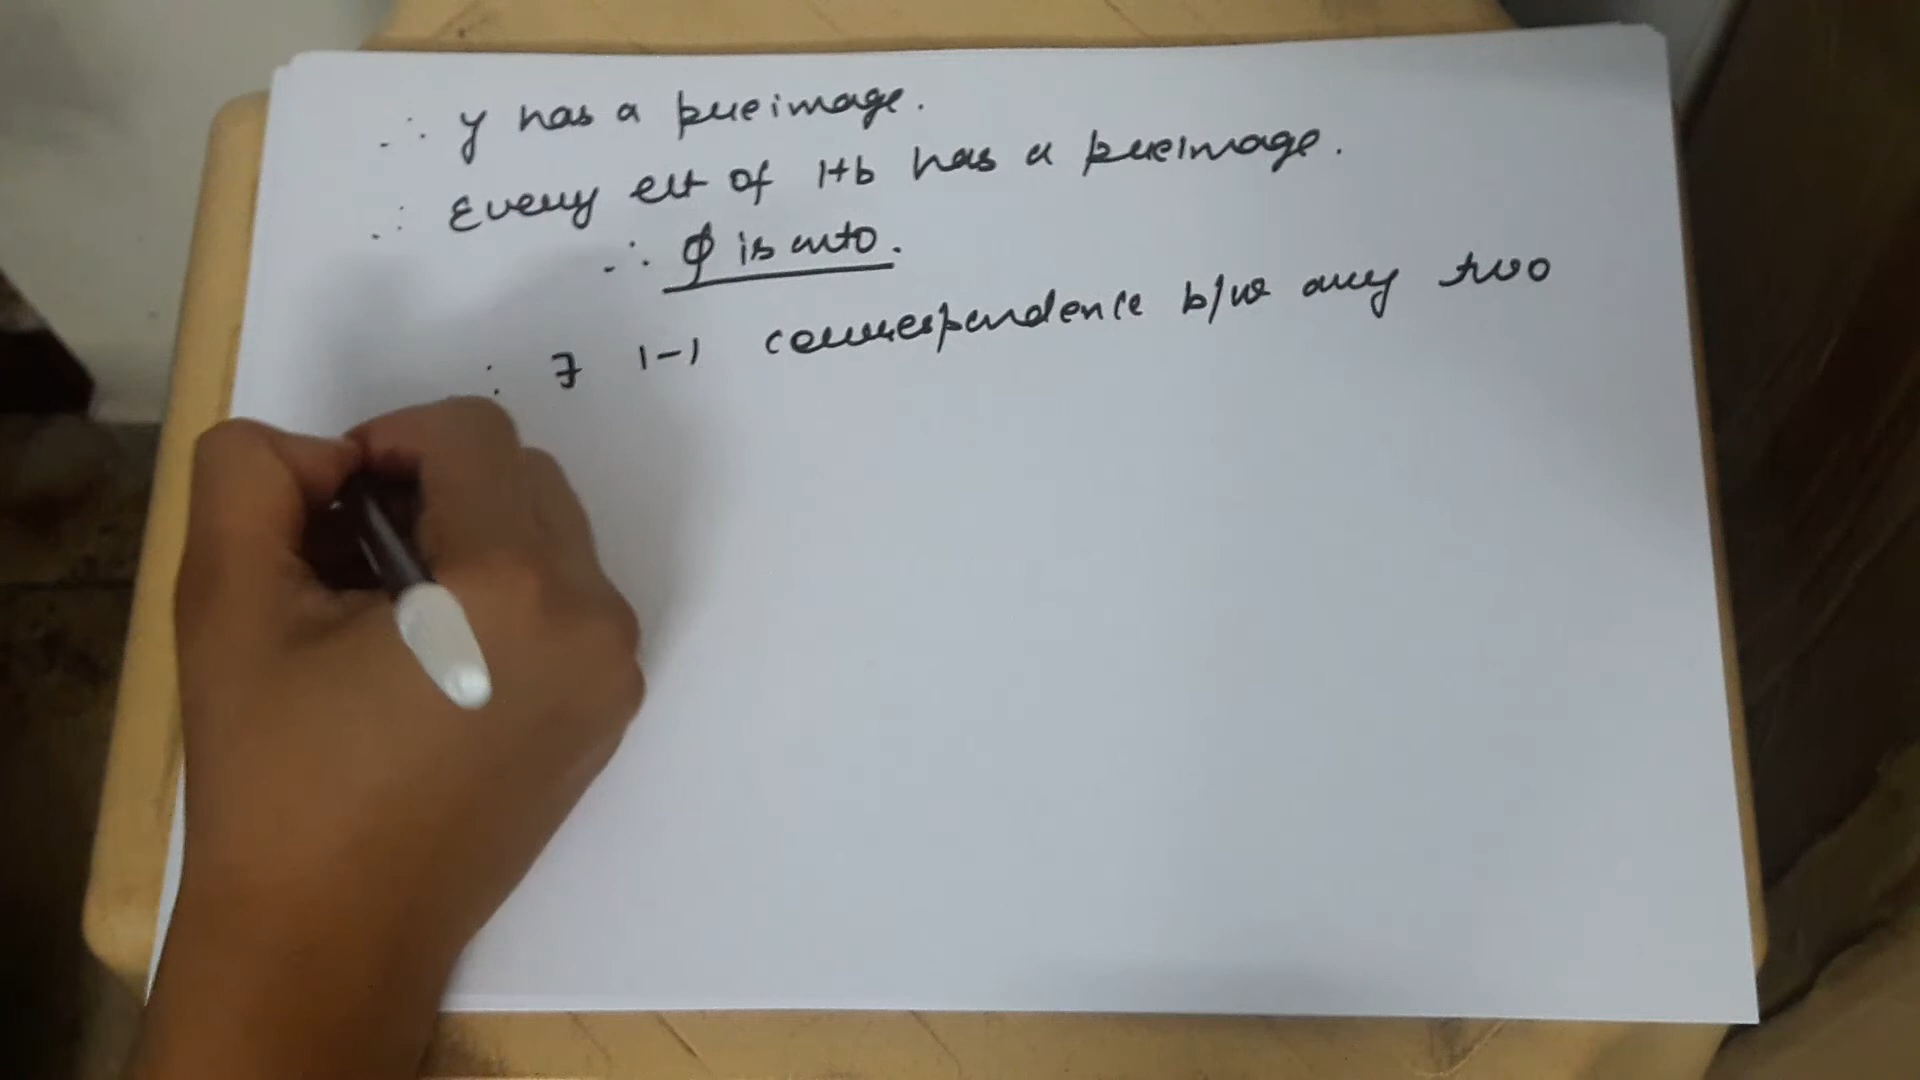 ∴ y has a preimage.
∴ Every elt of H+b has a preimage.
∴ φ is onto.
∴ ∃ 1-1 correspondence b/w any two